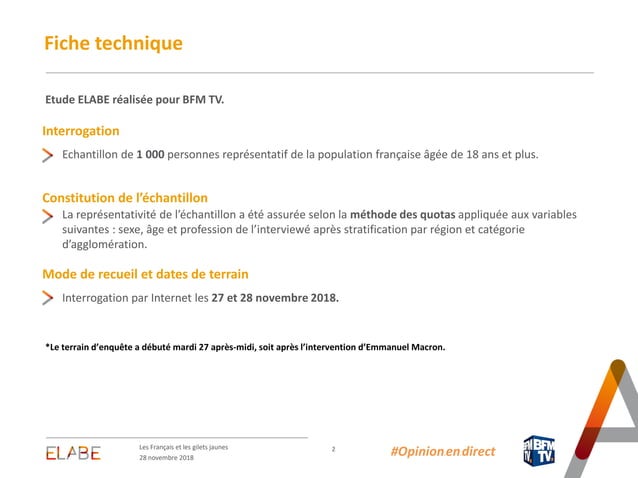 Fiche technique
Etude ELABE réalisée pour BFM TV.
Interrogation
Echantillon de 1 000 personnes représentatif de la population française âgée de 18 ans et plus.
Constitution de l’échantillon
La représentativité de l’échantillon a été assurée selon la méthode des quotas appliquée aux variables
suivantes : sexe, âge et profession de l’interviewé après stratification par région et catégorie
d’agglomération.
Mode de recueil et dates de terrain
Interrogation par Internet les 27 et 28 novembre 2018.
*Le terrain d’enquête a débuté mardi 27 après-midi, soit après l’intervention d’Emmanuel Macron.
ELABE
Les Français et les gilets jaunes
28 novembre 2018
2
#Opinion en direct
BFM
TV.